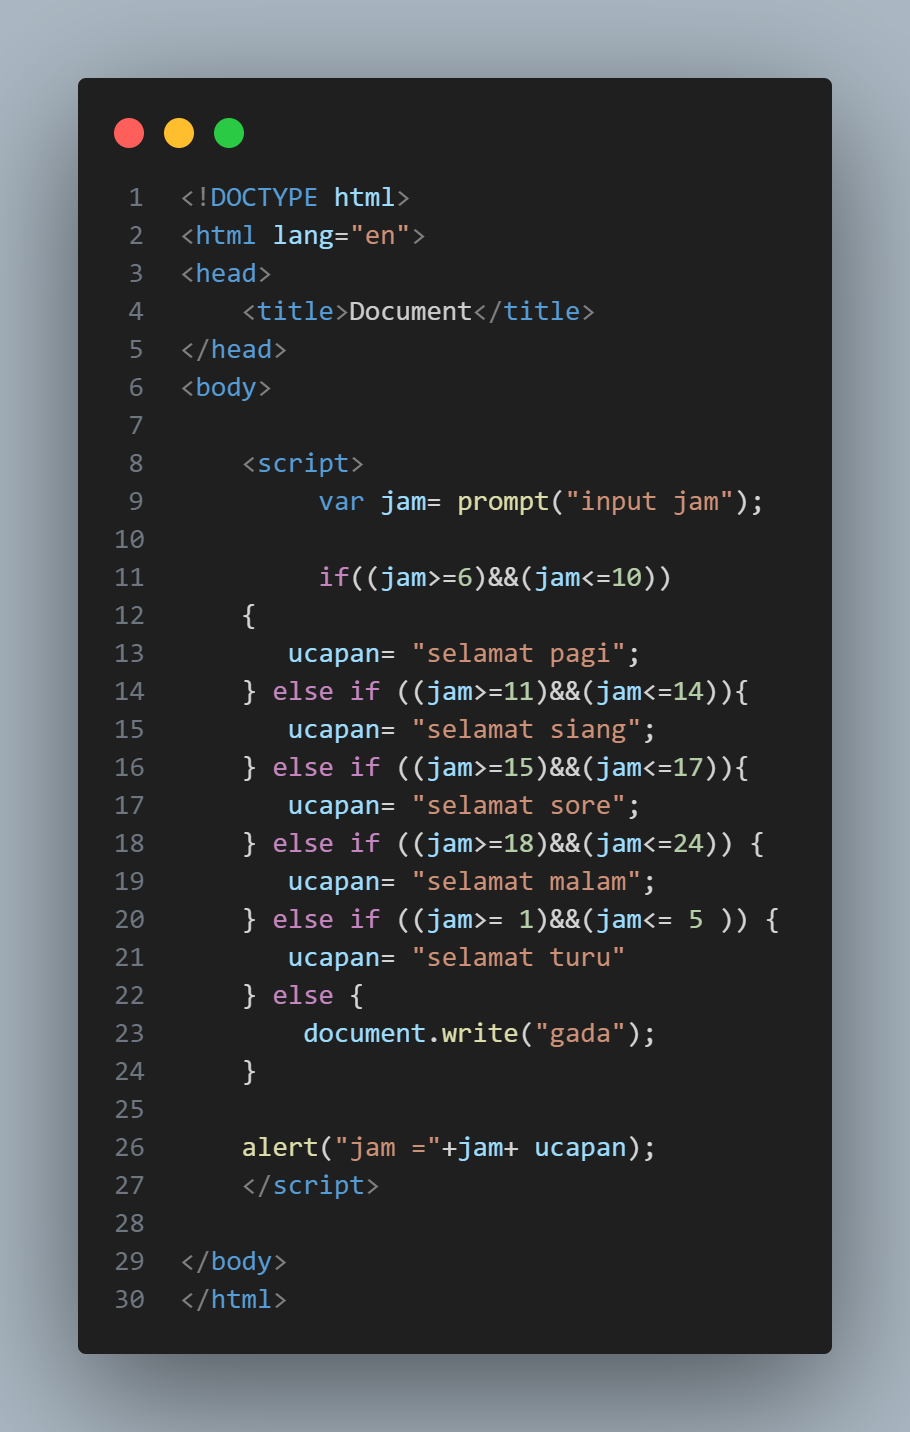 1 <!DOCTYPE html>
2 <html lang="en">
3 <head>
4     <title>Document</title>
5 </head>
6 <body>
7
8     <script>
9          var jam= prompt("input jam");
10
11          if((jam>=6)&&(jam<=10))
12     {
13        ucapan= "selamat pagi";
14     } else if ((jam>=11)&&(jam<=14)){
15        ucapan= "selamat siang";
16     } else if ((jam>=15)&&(jam<=17)){
17        ucapan= "selamat sore";
18     } else if ((jam>=18)&&(jam<=24)) {
19        ucapan= "selamat malam";
20     } else if ((jam>= 1)&&(jam<= 5 )) {
21        ucapan= "selamat turu"
22     } else {
23         document.write("gada");
24     }
25
26     alert("jam ="+jam+ ucapan);
27     </script>
28
29 </body>
30 </html>